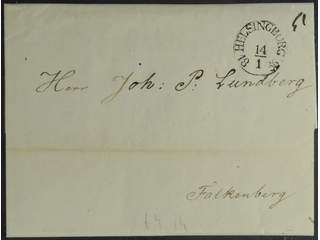 HELSINGBORG
14
1
Herr Joh: P. Lundberg
Falkenberg